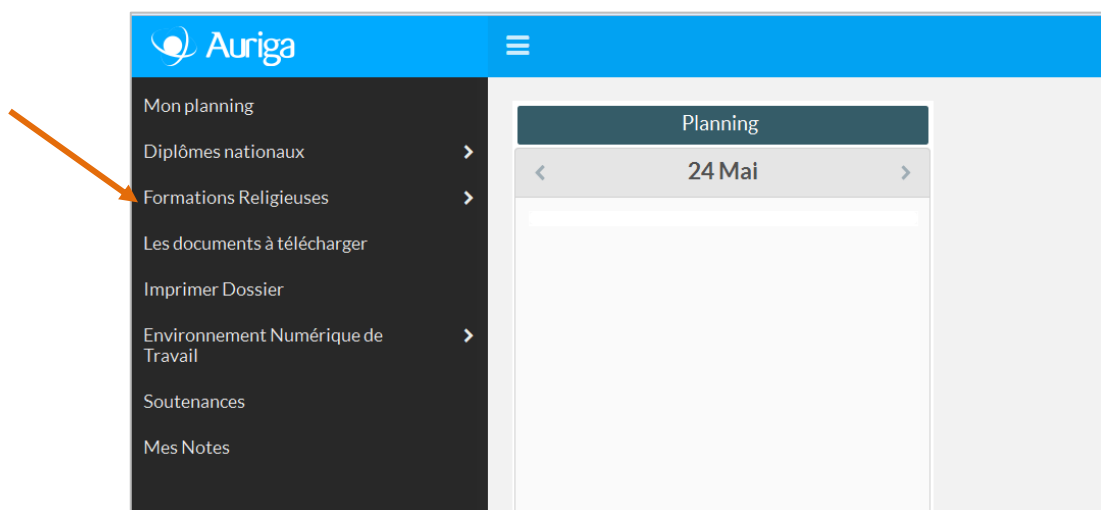 Auriga
Mon planning
Diplômes nationaux
Formations Religieuses
Les documents à télécharger
Imprimer Dossier
Environnement Numérique de
Travail
Soutenances
Mes Notes
Planning
24 Mai